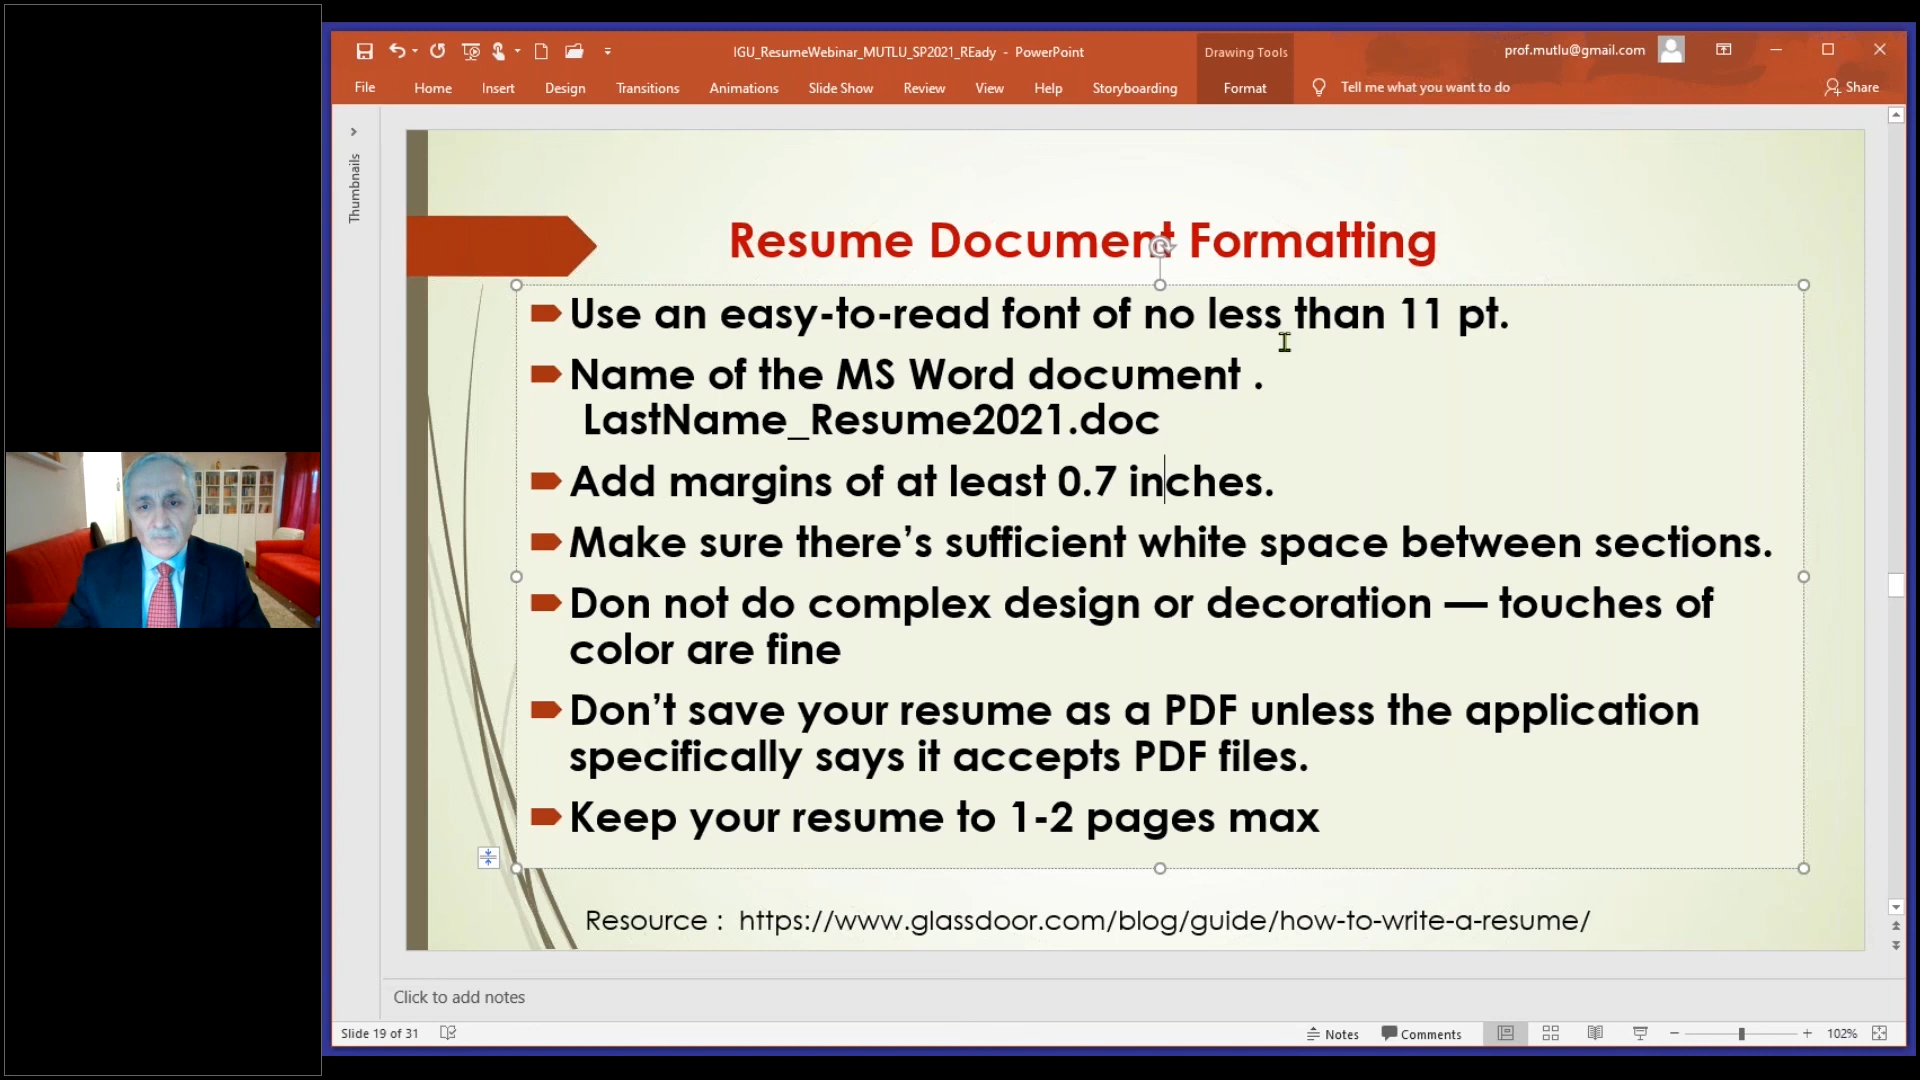 IGU_ResumeWebinar_MUTLU_SP2021_REady - PowerPoint
Drawing Tools
prof.mutlu@gmail.com
File Home Insert Design Transitions Animations Slide Show Review View Help Storyboarding Format Tell me what you want to do Share
Thumbnails
Resume Document Formatting
Use an easy-to-read font of no less than 11 pt.
Name of the MS Word document .
LastName_Resume2021.doc
Add margins of at least 0.7 inches.
Make sure there’s sufficient white space between sections.
Don not do complex design or decoration — touches of
color are fine
Don’t save your resume as a PDF unless the application
specifically says it accepts PDF files.
Keep your resume to 1-2 pages max
Resource : https://www.glassdoor.com/blog/guide/how-to-write-a-resume/
Click to add notes
Slide 19 of 31 Notes Comments 102%